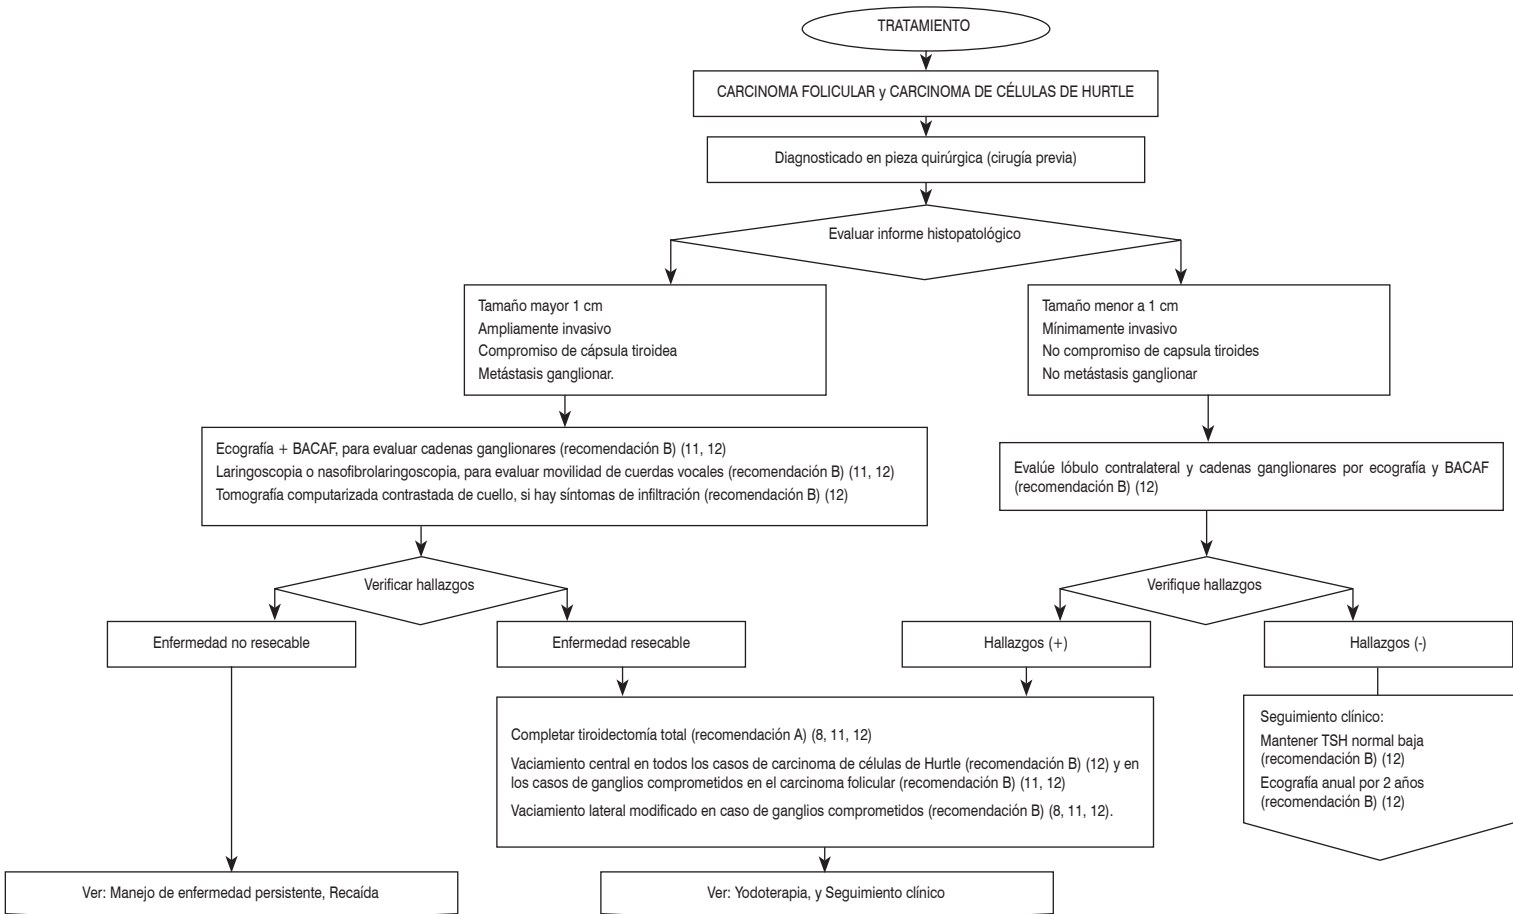 TRATAMIENTO
CARCINOMA FOLICULAR y CARCINOMA DE CÉLULAS DE HURTLE
Diagnosticado en pieza quirúrgica (cirugía previa)
Evaluar informe histopatológico
Tamaño mayor 1 cm
Ampliamente invasivo
Compromiso de cápsula tiroidea
Metástasis ganglionar.
Tamaño menor a 1 cm
Mínimamente invasivo
No compromiso de capsula tiroides
No metástasis ganglionar
Ecografía + BACAF, para evaluar cadenas ganglionares (recomendación B) (11, 12)
Laringoscopia o nasofibrolaringoscopia, para evaluar movilidad de cuerdas vocales (recomendación B) (11, 12)
Tomografía computarizada contrastada de cuello, si hay síntomas de infiltración (recomendación B) (12)
Evalúe lóbulo contralateral y cadenas ganglionares por ecografía y BACAF
(recomendación B) (12)
Verificar hallazgos
Verifique hallazgos
Enfermedad no resecable
Enfermedad resecable
Hallazgos (+)
Hallazgos (-)
Completar tiroidectomía total (recomendación A) (8, 11, 12)
Vaciamiento central en todos los casos de carcinoma de células de Hurtle (recomendación B) (12) y en
los casos de ganglios comprometidos en el carcinoma folicular (recomendación B) (11, 12)
Vaciamiento lateral modificado en caso de ganglios comprometidos (recomendación B) (8, 11, 12).
Seguimiento clínico:
Mantener TSH normal baja
(recomendación B) (12)
Ecografía anual por 2 años
(recomendación B) (12)
Ver: Manejo de enfermedad persistente, Recaída
Ver: Yodoterapia, y Seguimiento clínico